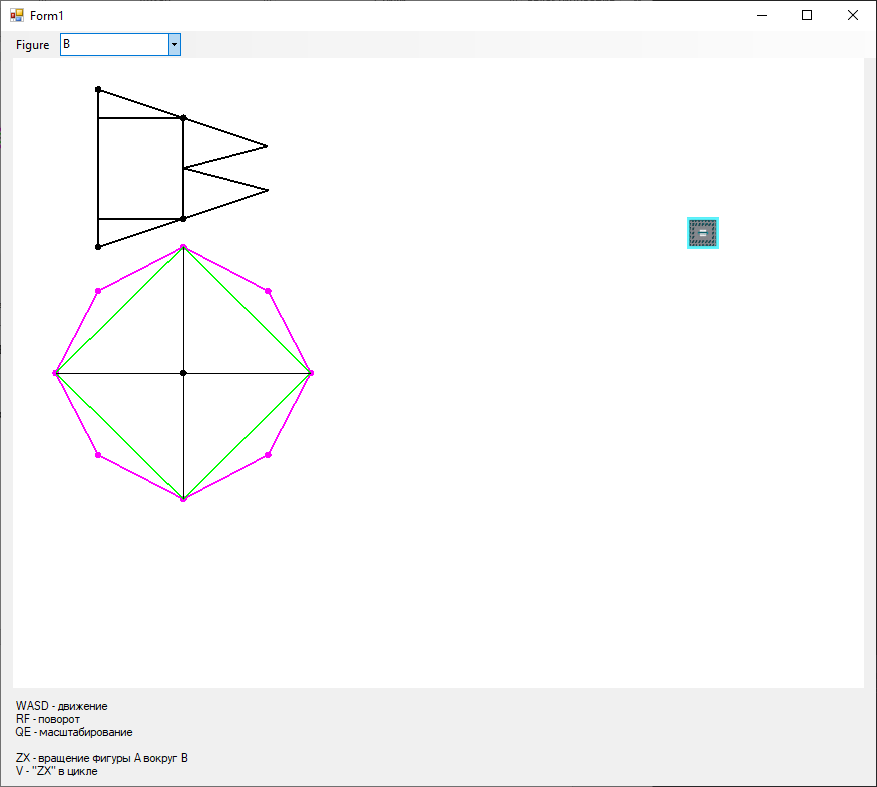 Form1
Figure B
WASD - движение
RF - поворот
QE - масштабирование
ZX - вращение фигуры A вокруг B
V - "ZX" в цикле